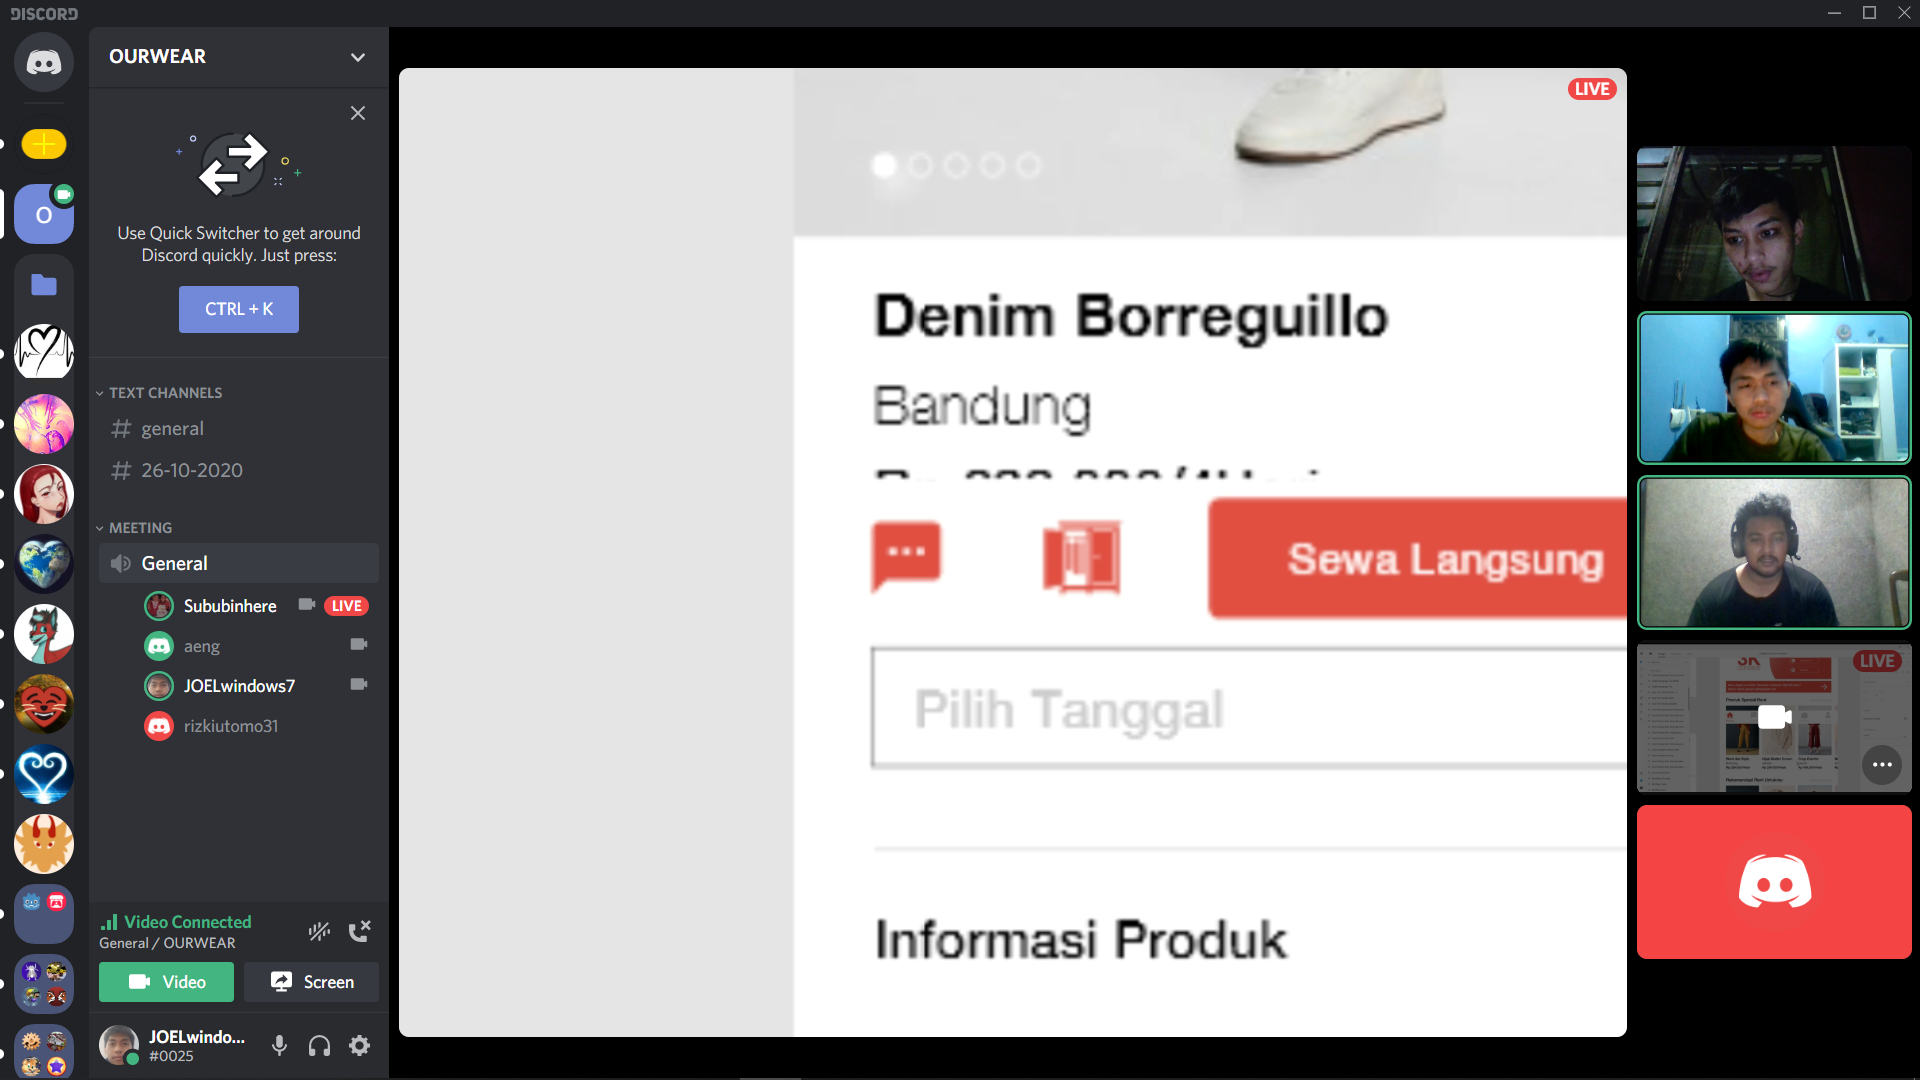 DISCORD
OURWEAR
Use Quick Switcher to get around
Discord quickly. Just press:
CTRL + K
TEXT CHANNELS
# general
# 26-10-2020
MEETING
General
Sububinhere LIVE
aeng
JOELwindows7
rizkiutomo31
Video Connected
General / OURWEAR
Video
Screen
JOELwindo...
#0025
O
LIVE
Denim Borreguillo
Bandung
Sewa Langsung
Pilih Tanggal
Informasi Produk
LIVE